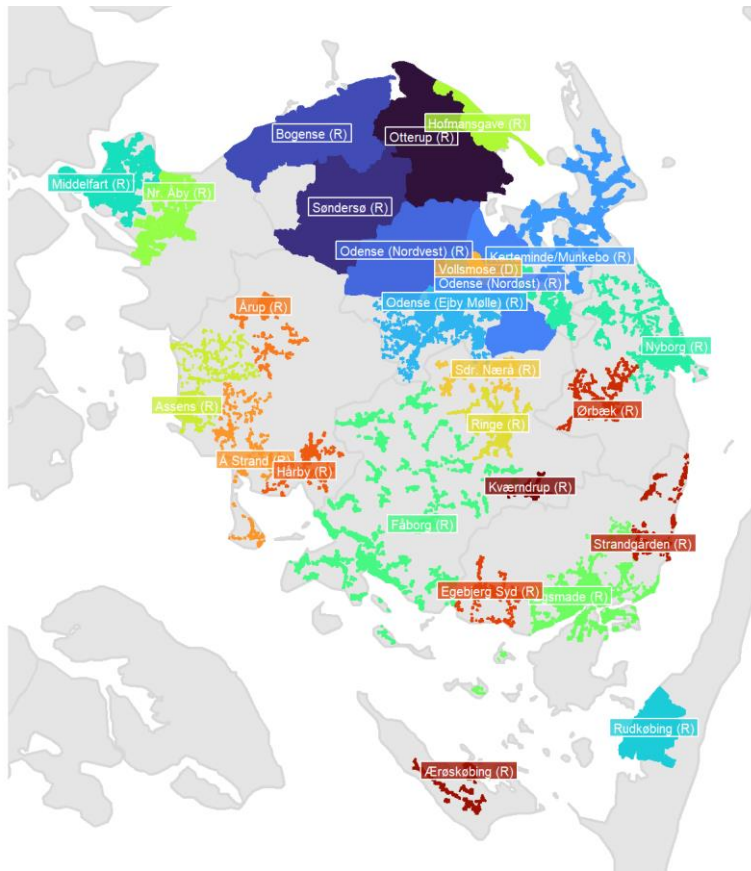 Hofmansgave (R)
Bogense (R)
Otterup (R)
Middelfart (R)
Nr. Åby (R)
Søndersø (R)
Odense (Nordvest) (R)
Kerteminde/Munkebo (R)
Vollsmose (D)
Odense (Nordøst) (R)
Odense (Ejby Mølle) (R)
Årup (R)
Nyborg (R)
Sdr. Nærå (R)
Assens (R)
Ørbæk (R)
Ringe (R)
Å Strand (R)
Hårby (R)
Kværndrup (R)
Fåborg (R)
Strandgården (R)
Egebjerg Syd (R)
gsmade (R)
Rudkøbing (R)
Ærøskøbing (R)